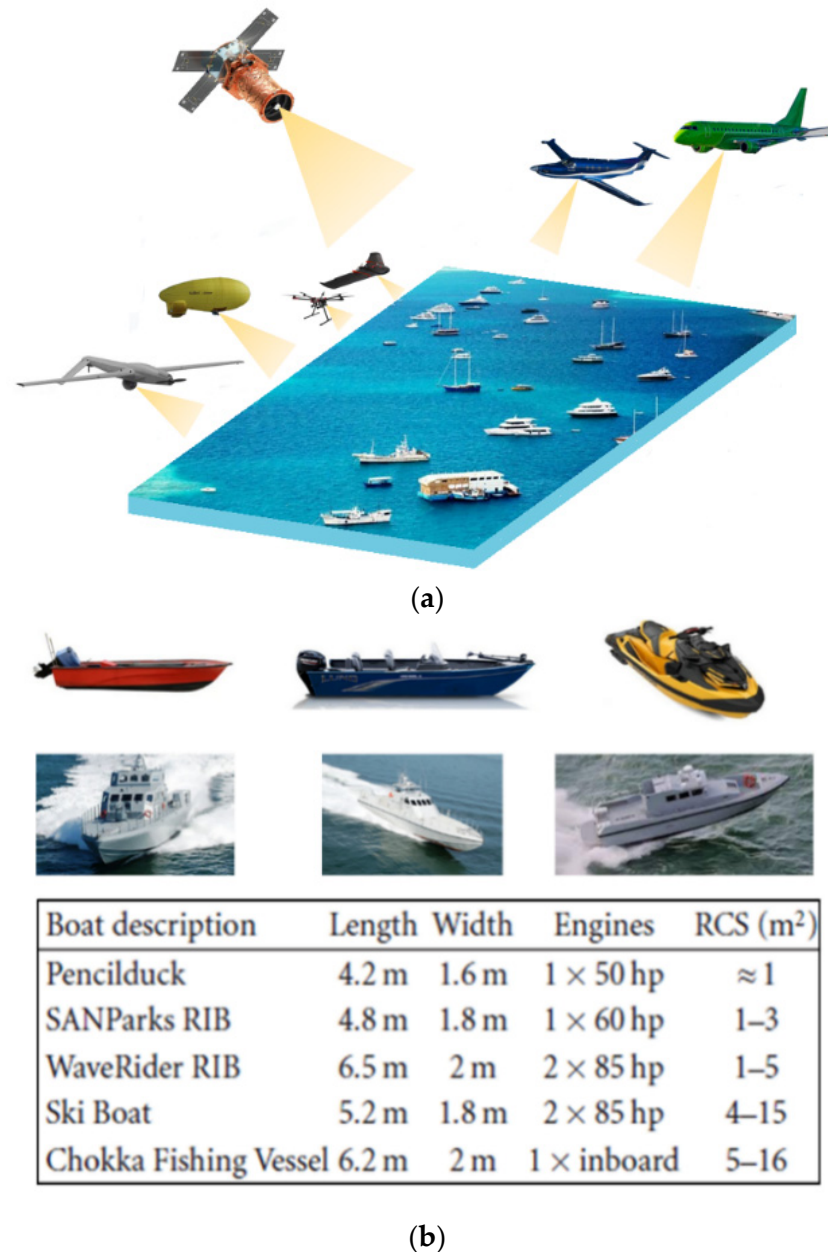 (a)
Boat description Length Width Engines RCS (m²)
Pencilduck 4.2 m 1.6 m 1 × 50 hp ≈ 1
SANParks RIB 4.8 m 1.8 m 1 × 60 hp 1–3
WaveRider RIB 6.5 m 2 m 2 × 85 hp 1–5
Ski Boat 5.2 m 1.8 m 2 × 85 hp 4–15
Chokka Fishing Vessel 6.2 m 2 m 1 × inboard 5–16
(b)